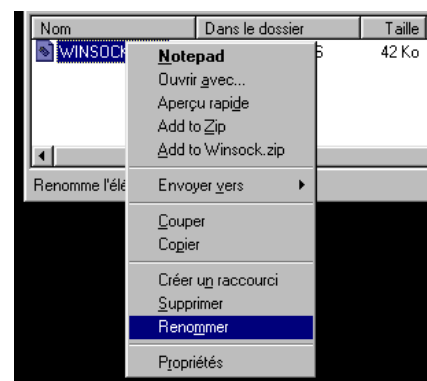 Nom Dans le dossier Taille
WINSOCK 42 Ko
Notepad
Ouvrir avec...
Aperçu rapide
Add to Zip
Add to Winsock.zip
Renomme l'élé
Envoyer vers
Couper
Copier
Créer un raccourci
Supprimer
Renommer
Propriétés